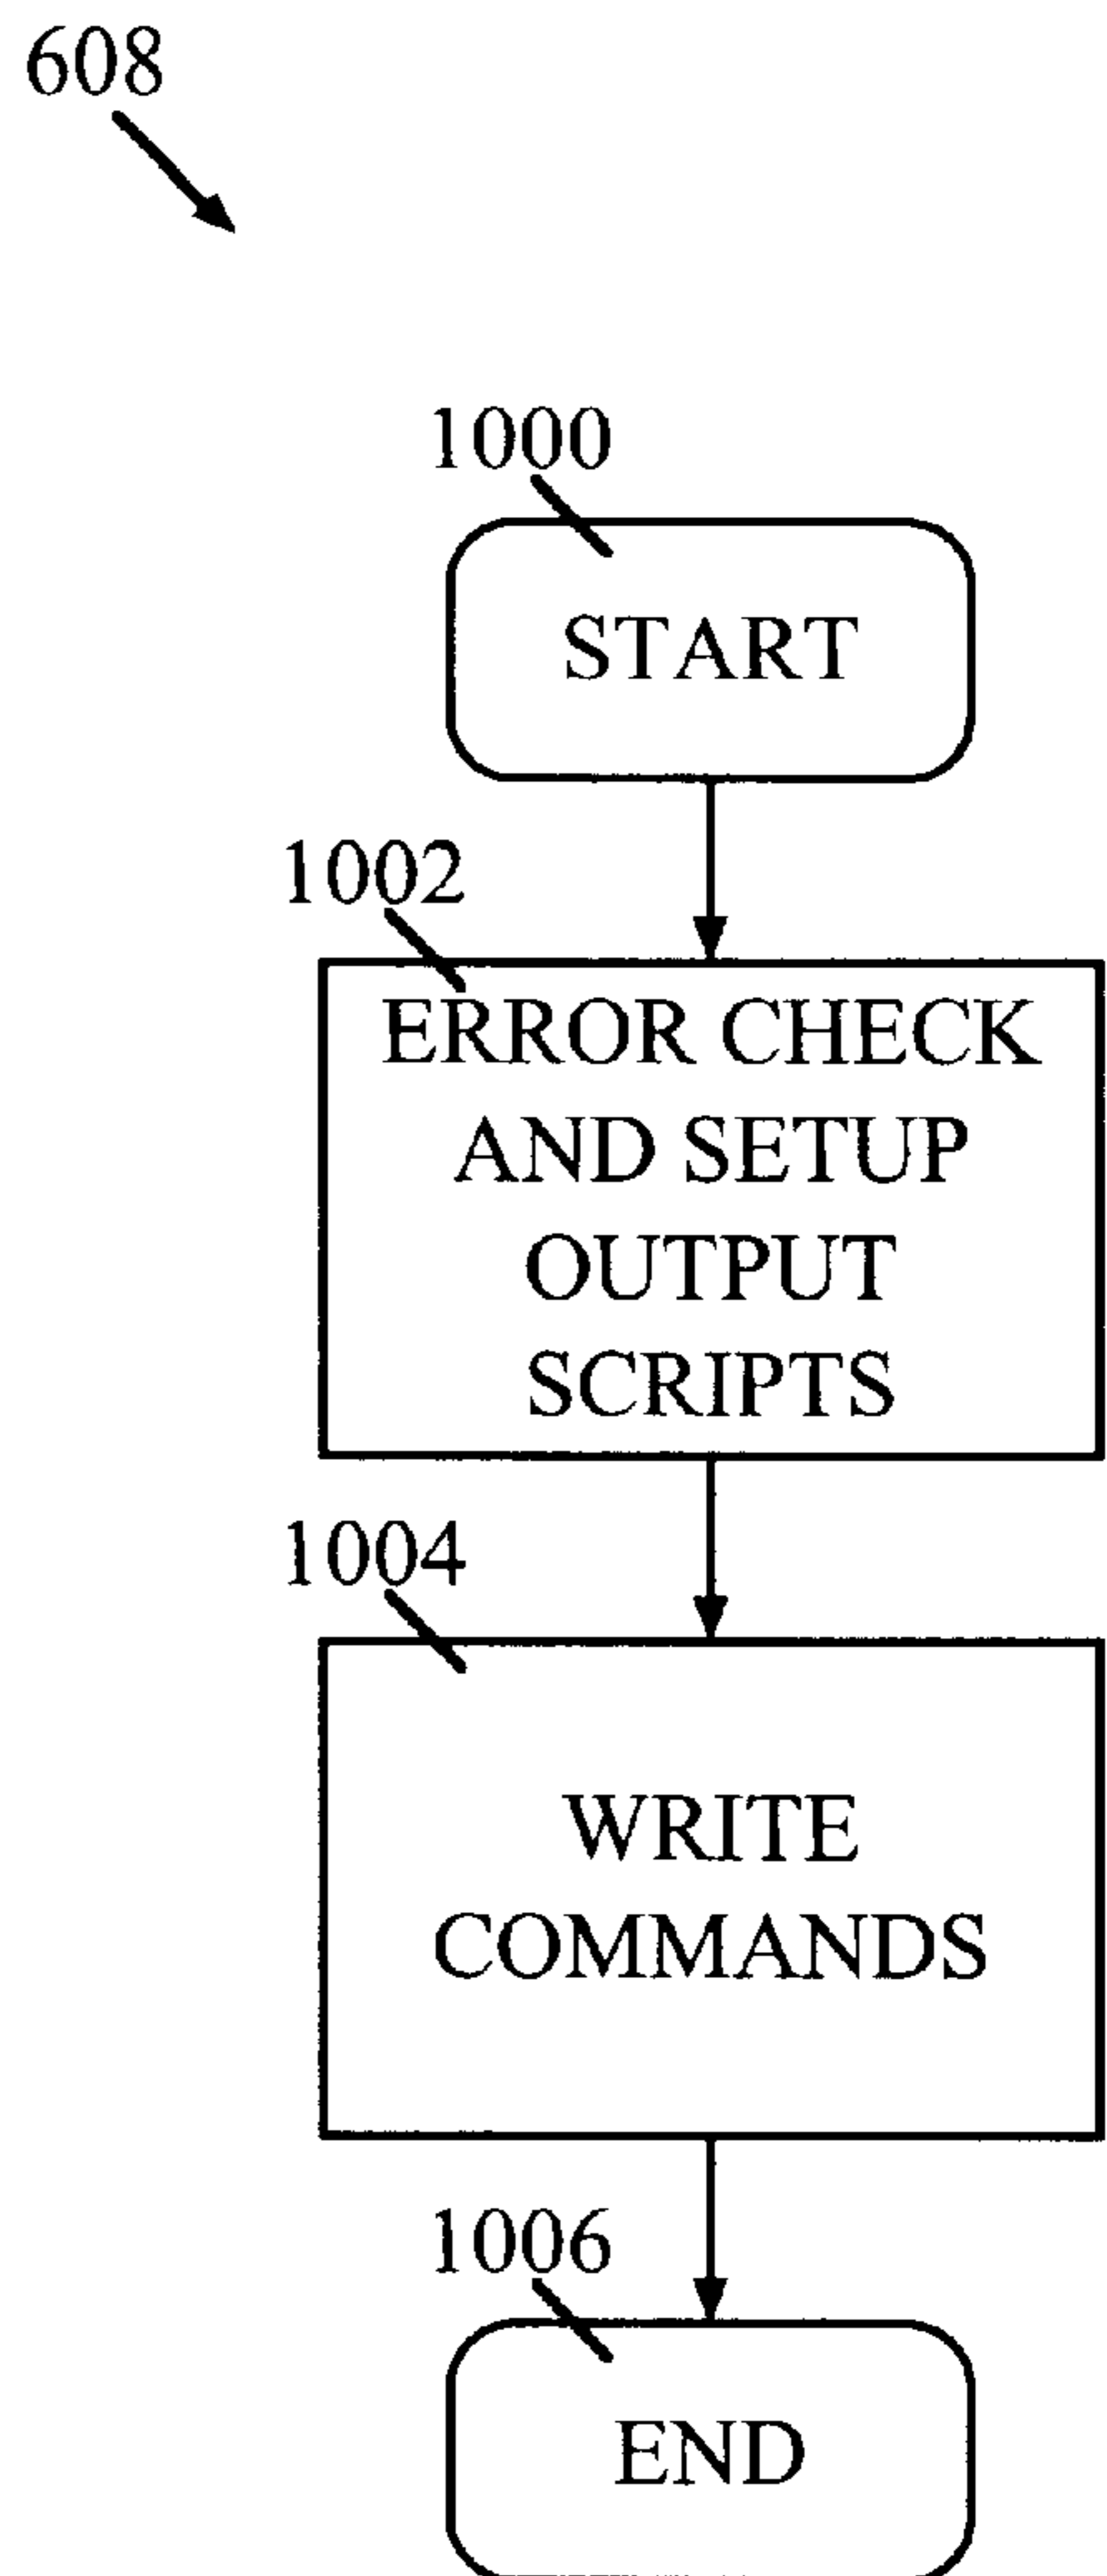 608
1000
START
1002
ERROR CHECK
AND SETUP
OUTPUT
SCRIPTS
1004
WRITE
COMMANDS
1006
END